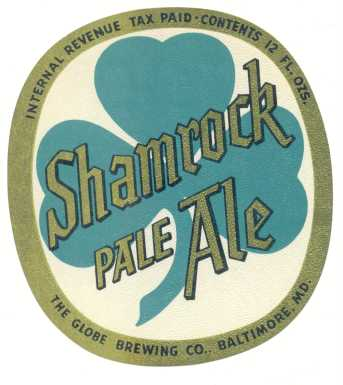 INTERNAL REVENUE TAX PAID · CONTENTS 12 FL. OZS.
Shamrock
PALE Ale
THE GLOBE BREWING CO., BALTIMORE, MD.